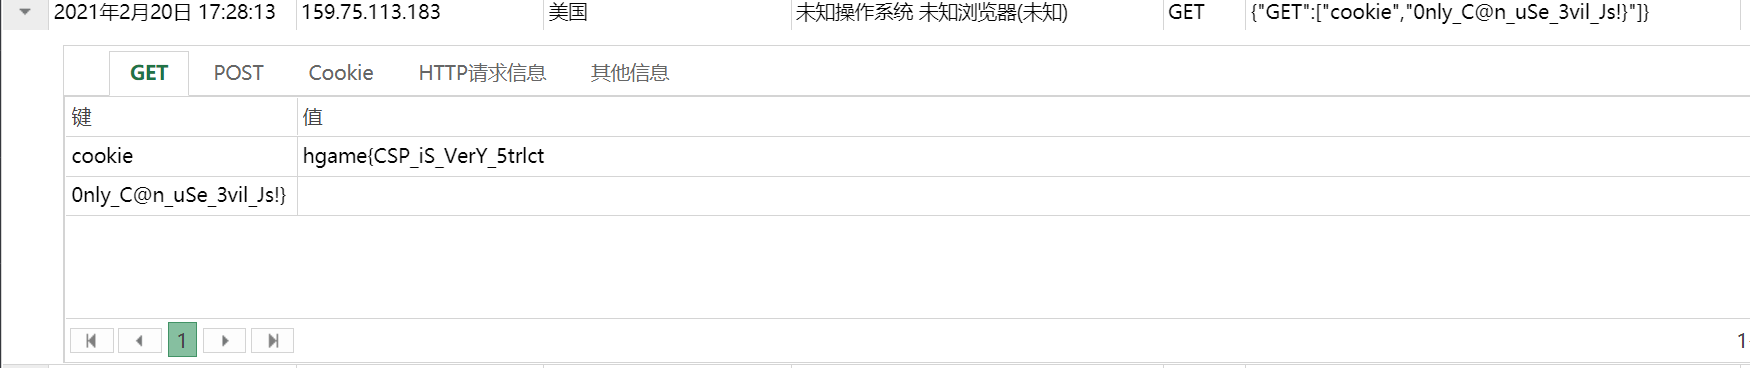 2021年2月20日 17:28:13 159.75.113.183 美国 未知操作系统 未知浏览器(未知) GET {"GET":["cookie","0nly_C@n_uSe_3vil_Js!}"]}
GET POST Cookie HTTP请求信息 其他信息
键 值
cookie hgame{CSP_iS_VerY_5trlct
0nly_C@n_uSe_3vil_Js!}
1 1